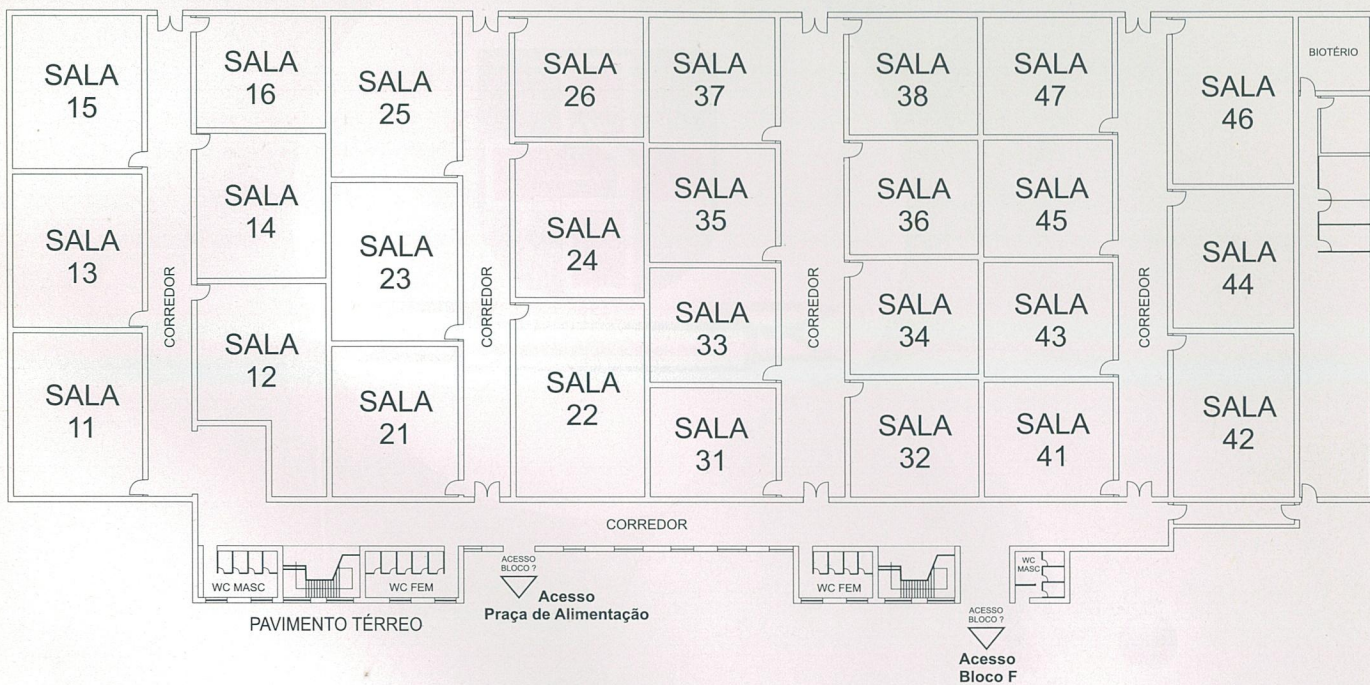 SALA
15
SALA
16
SALA
25
SALA
26
SALA
37
SALA
38
SALA
47
SALA
46
BIOTÉRIO
SALA
13
SALA
14
SALA
23
SALA
24
SALA
35
SALA
36
SALA
45
SALA
44
CORREDOR
CORREDOR
CORREDOR
CORREDOR
SALA
33
SALA
34
SALA
43
SALA
11
SALA
12
SALA
21
SALA
22
SALA
31
SALA
32
SALA
41
SALA
42
CORREDOR
WC MASC
WC FEM
ACESSO
BLOCO ?
Acesso
Praça de Alimentação
WC FEM
WC
MASC
ACESSO
BLOCO ?
Acesso
Bloco F
PAVIMENTO TÉRREO